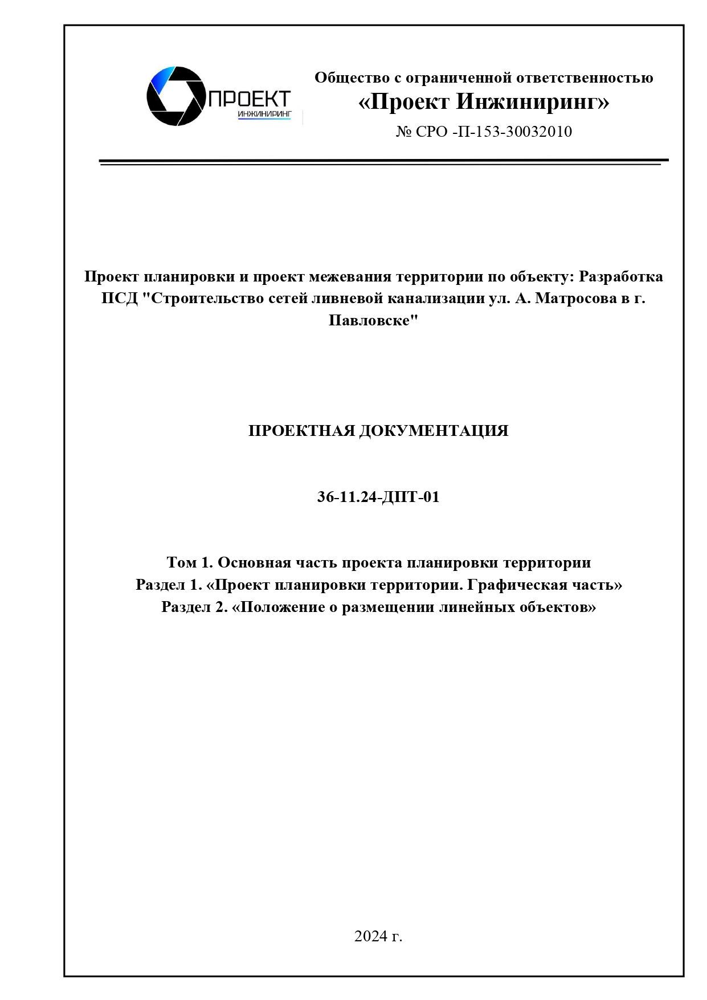 ПРОЕКТ
ИНЖИНИРИНГ
Общество с ограниченной ответственностью
«Проект Инжиниринг»
№ СРО -П-153-30032010
Проект планировки и проект межевания территории по объекту: Разработка
ПСД "Строительство сетей ливневой канализации ул. А. Матросова в г.
Павловске"
ПРОЕКТНАЯ ДОКУМЕНТАЦИЯ
36-11.24-ДПТ-01
Том 1. Основная часть проекта планировки территории
Раздел 1. «Проект планировки территории. Графическая часть»
Раздел 2. «Положение о размещении линейных объектов»
2024 г.